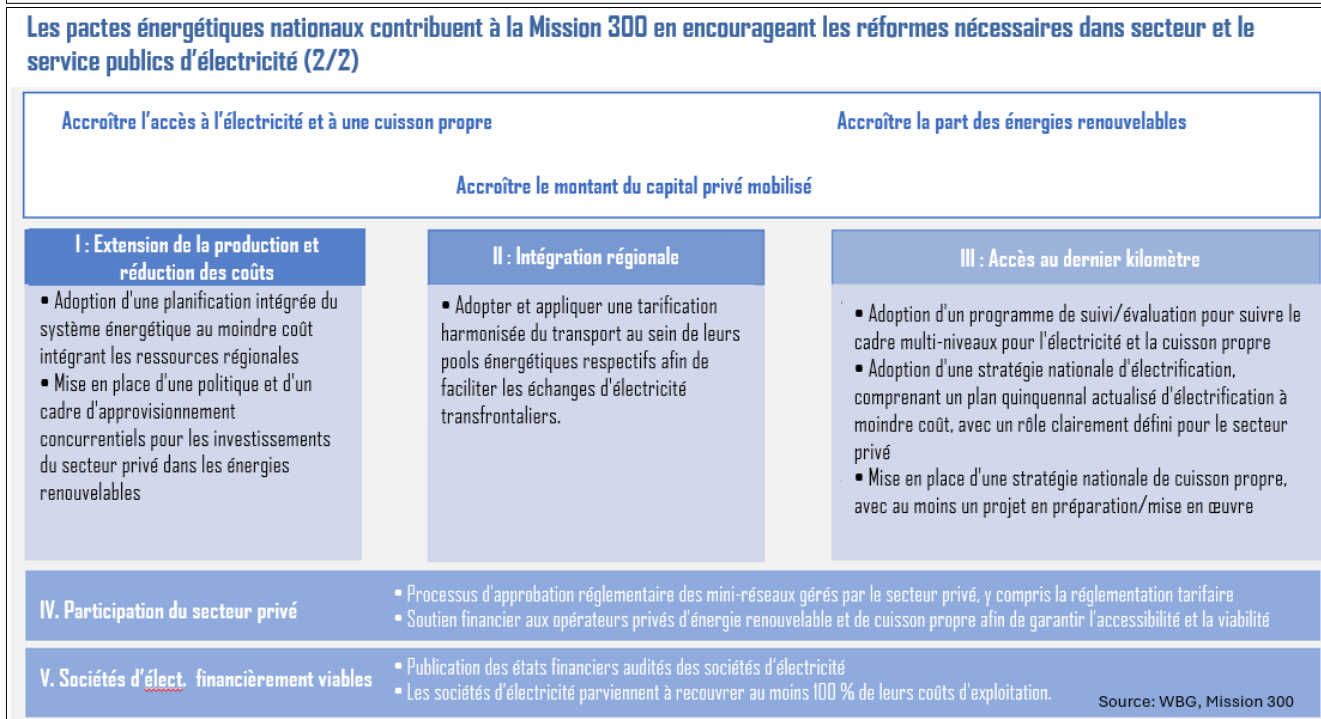 Les pactes énergétiques nationaux contribuent à la Mission 300 en encourageant les réformes nécessaires dans secteur et le
service publics d'électricité (2/2)
Accroître l'accès à l'électricité et à une cuisson propre
Accroître la part des énergies renouvelables
Accroître le montant du capital privé mobilisé
I : Extension de la production et
réduction des coûts
• Adoption d'une planification intégrée du
système énergétique au moindre coût
intégrant les ressources régionales
• Mise en place d'une politique et d'un
cadre d'approvisionnement
concurrentiels pour les investissements
du secteur privé dans les énergies
renouvelables
II : Intégration régionale
• Adopter et appliquer une tarification
harmonisée du transport au sein de leurs
pools énergétiques respectifs afin de
faciliter les échanges d'électricité
transfrontaliers.
III : Accès au dernier kilomètre
• Adoption d'un programme de suivi/évaluation pour suivre le
cadre multi-niveaux pour l'électricité et la cuisson propre
• Adoption d'une stratégie nationale d'électrification,
comprenant un plan quinquennal actualisé d'électrification à
moindre coût, avec un rôle clairement défini pour le secteur
privé
• Mise en place d'une stratégie nationale de cuisson propre,
avec au moins un projet en préparation/mise en œuvre
IV. Participation du secteur privé
• Processus d'approbation réglementaire des mini-réseaux gérés par le secteur privé, y compris la réglementation tarifaire
• Soutien financier aux opérateurs privés d'énergie renouvelable et de cuisson propre afin de garantir l'accessibilité et la viabilité
V. Sociétés d'élect. financièrement viables
• Publication des états financiers audités des sociétés d'électricité
• Les sociétés d'électricité parviennent à recouvrer au moins 100 % de leurs coûts d'exploitation.
Source: WBG, Mission 300